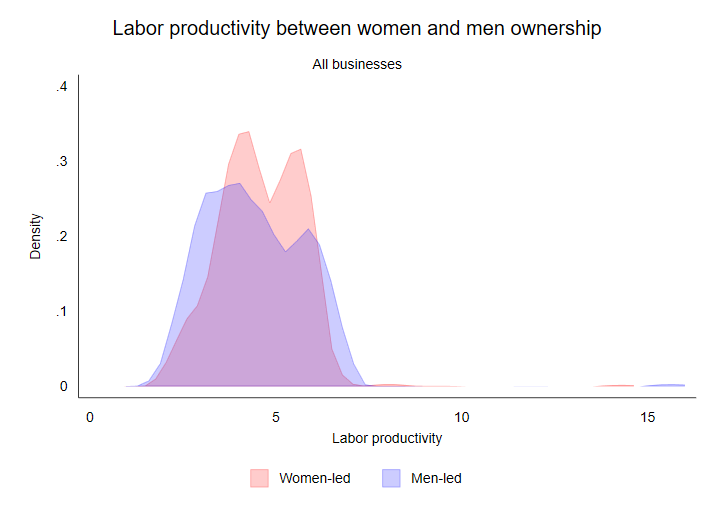 Labor productivity between women and men ownership
All businesses
.4
.3
.2
.1
0
Density
0 5 10 15
Labor productivity
Women-led Men-led